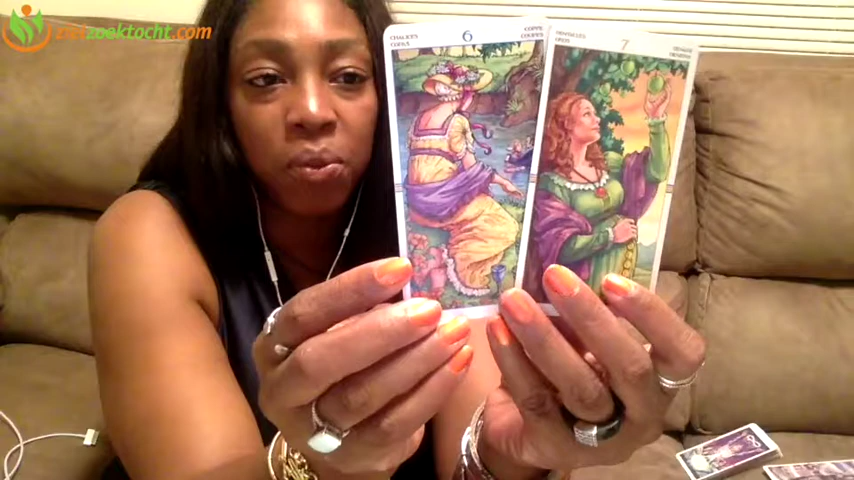 zielzoektocht.com
6
CHALICES
COPAS
COPPE
COUPES
7
PENTACLES
OROS
DENARI
DENIERS